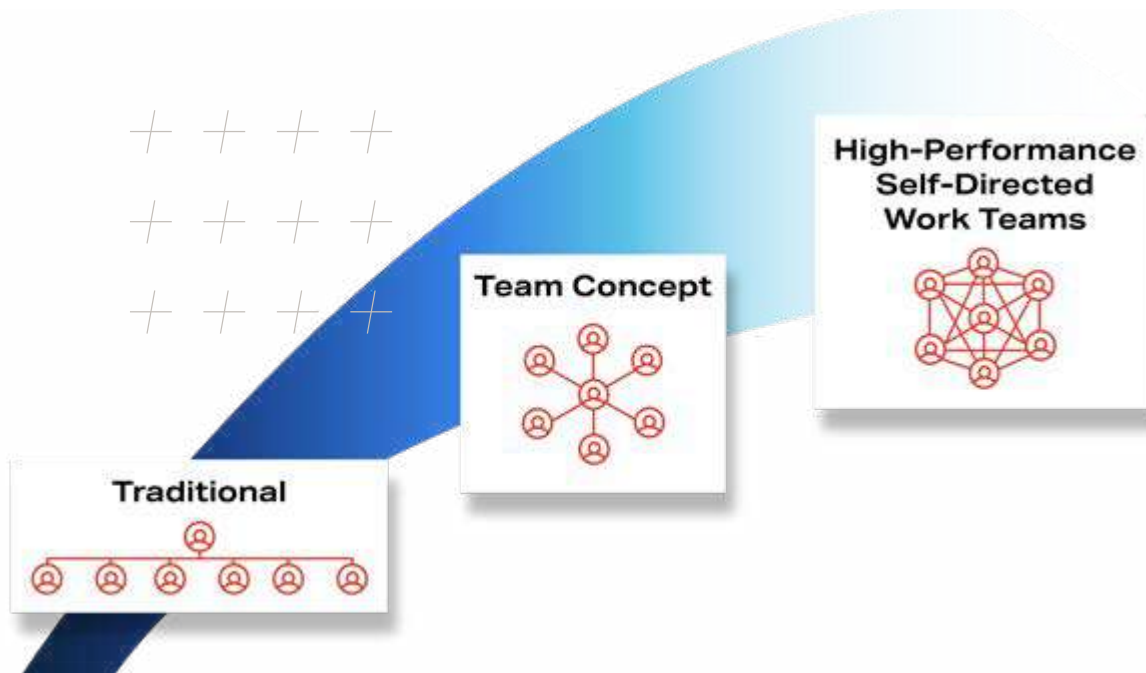 High-Performance
Self-Directed
Work Teams
Team Concept
Traditional